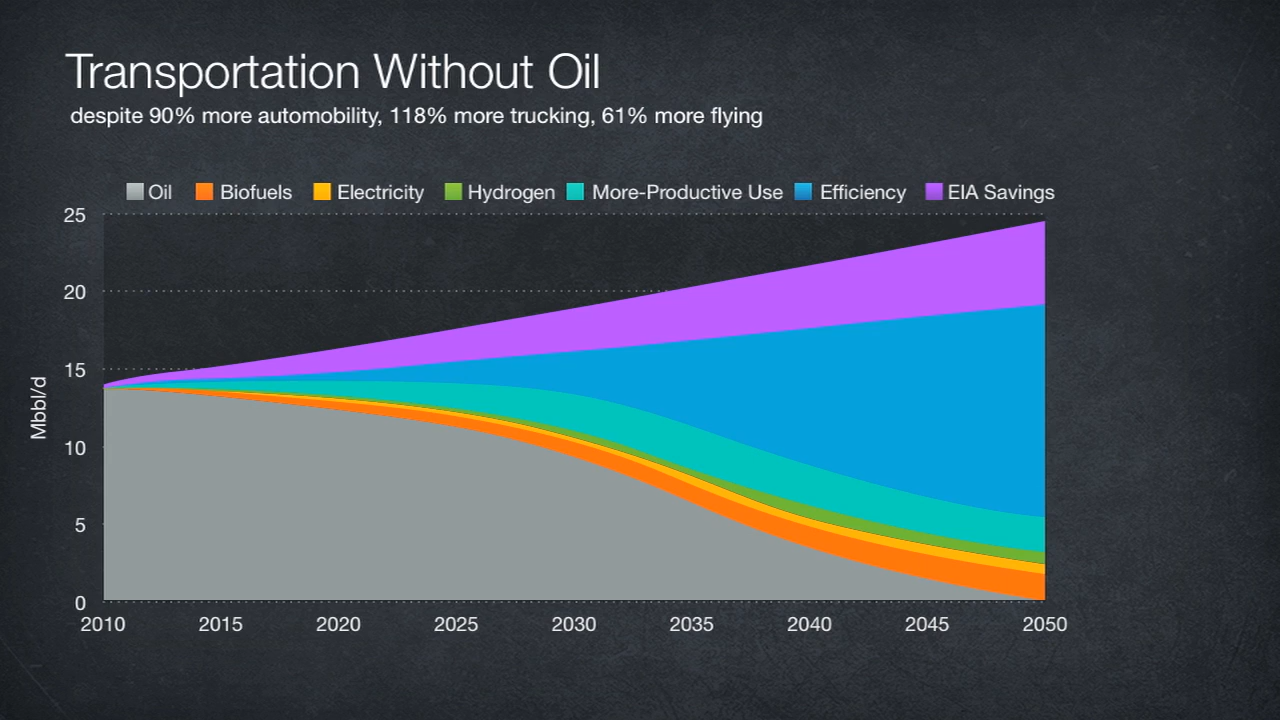 Transportation Without Oil
despite 90% more automobility, 118% more trucking, 61% more flying
Oil Biofuels Electricity Hydrogen More-Productive Use Efficiency EIA Savings
25
20
15
10
5
0
Mbbl/d
2010 2015 2020 2025 2030 2035 2040 2045 2050